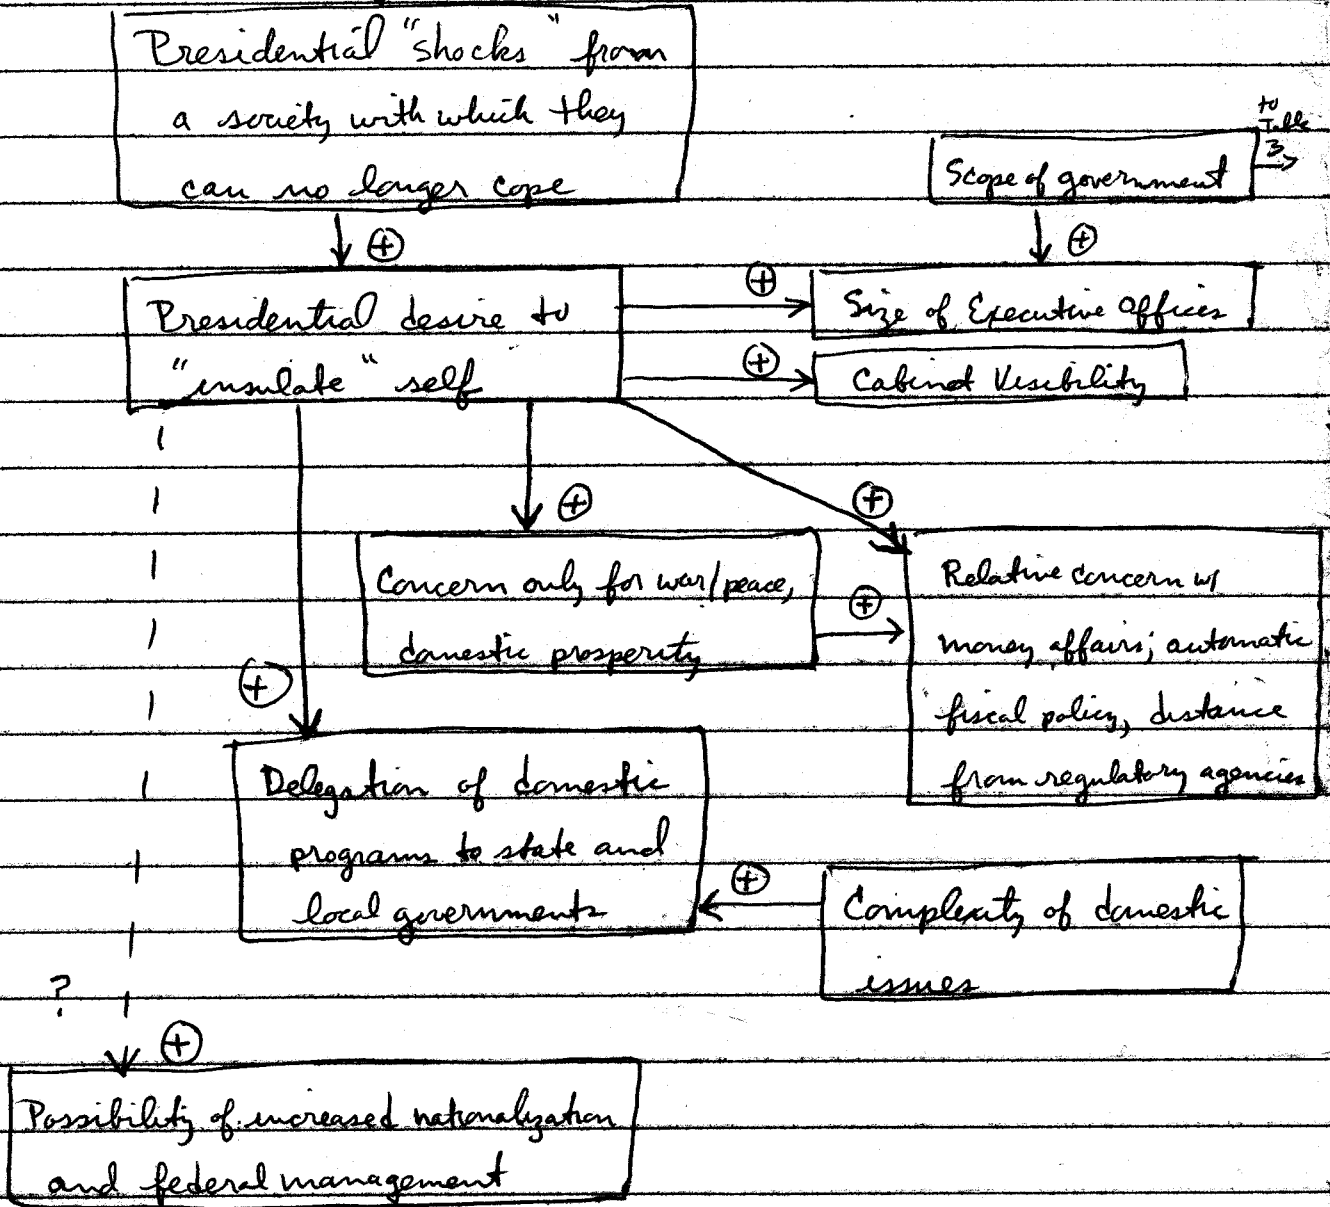 Presidential "shocks" from
a society with which they
can no longer cope
to
Table
3
Scope of government
+
+
Presidential desire to
"insulate" self
+
Size of Executive Offices
+
Cabinet Visibility
+
+
Concern only for war/peace,
domestic prosperity
+
Relative concern w/
money affairs; automatic
fiscal policy, distance
from regulatory agencies
+
Delegation of domestic
programs to state and
local governments
+
Complexity of domestic
issues
?
+
Possibility of increased nationalization
and federal management